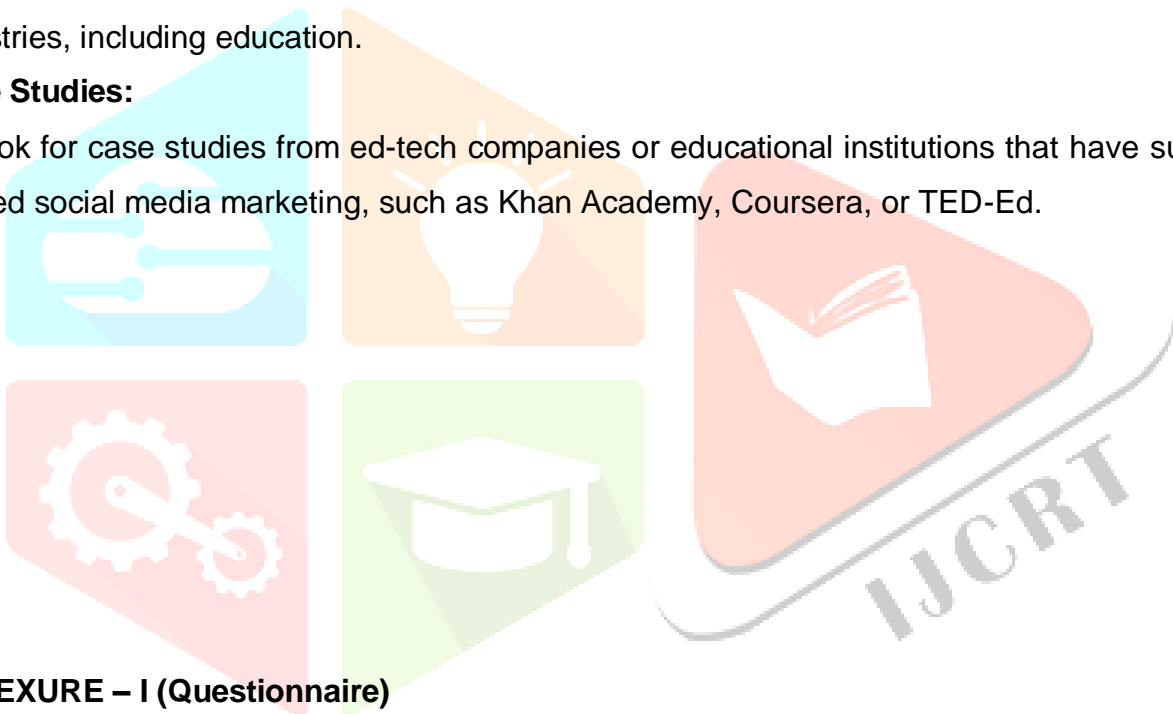 stries, including education.
Studies:
ok for case studies from ed-tech companies or educational institutions that have su
ed social media marketing, such as Khan Academy, Coursera, or TED-Ed.
IJCRT
EXURE – I (Questionnaire)